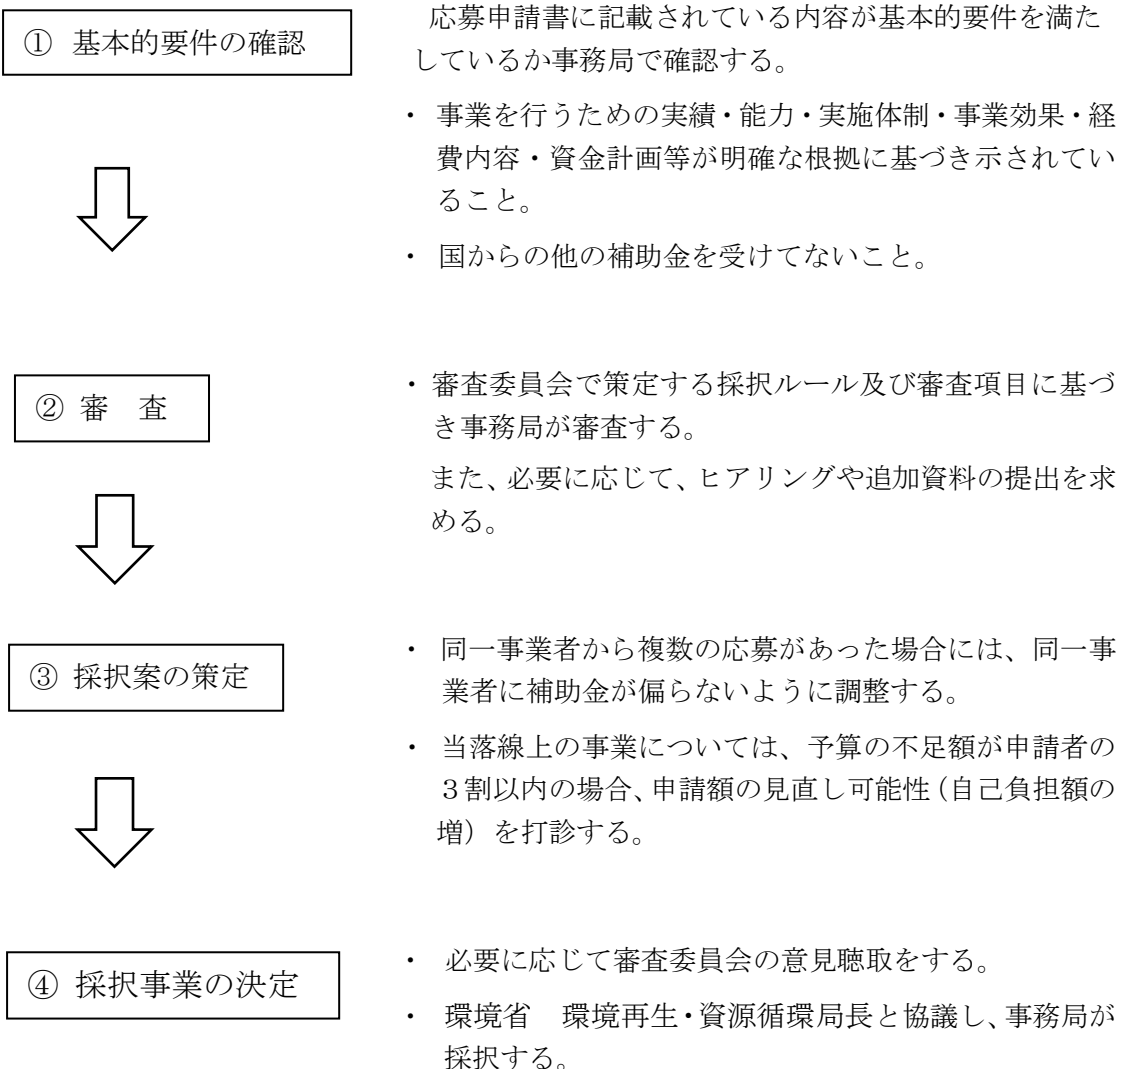 ① 基本的要件の確認
応募申請書に記載されている内容が基本的要件を満た
しているか事務局で確認する。
・ 事業を行うための実績・能力・実施体制・事業効果・経
費内容・資金計画等が明確な根拠に基づき示されてい
ること。
・ 国からの他の補助金を受けてないこと。
② 審　査
・ 審査委員会で策定する採択ルール及び審査項目に基づ
き事務局が審査する。
また、必要に応じて、ヒアリングや追加資料の提出を求
める。
③ 採択案の策定
・ 同一事業者から複数の応募があった場合には、同一事
業者に補助金が偏らないように調整する。
・ 当落線上の事業については、予算の不足額が申請者の
３割以内の場合、申請額の見直し可能性（自己負担額の
増）を打診する。
④ 採択事業の決定
・ 必要に応じて審査委員会の意見聴取をする。
・ 環境省　環境再生・資源循環局長と協議し、事務局が
採択する。